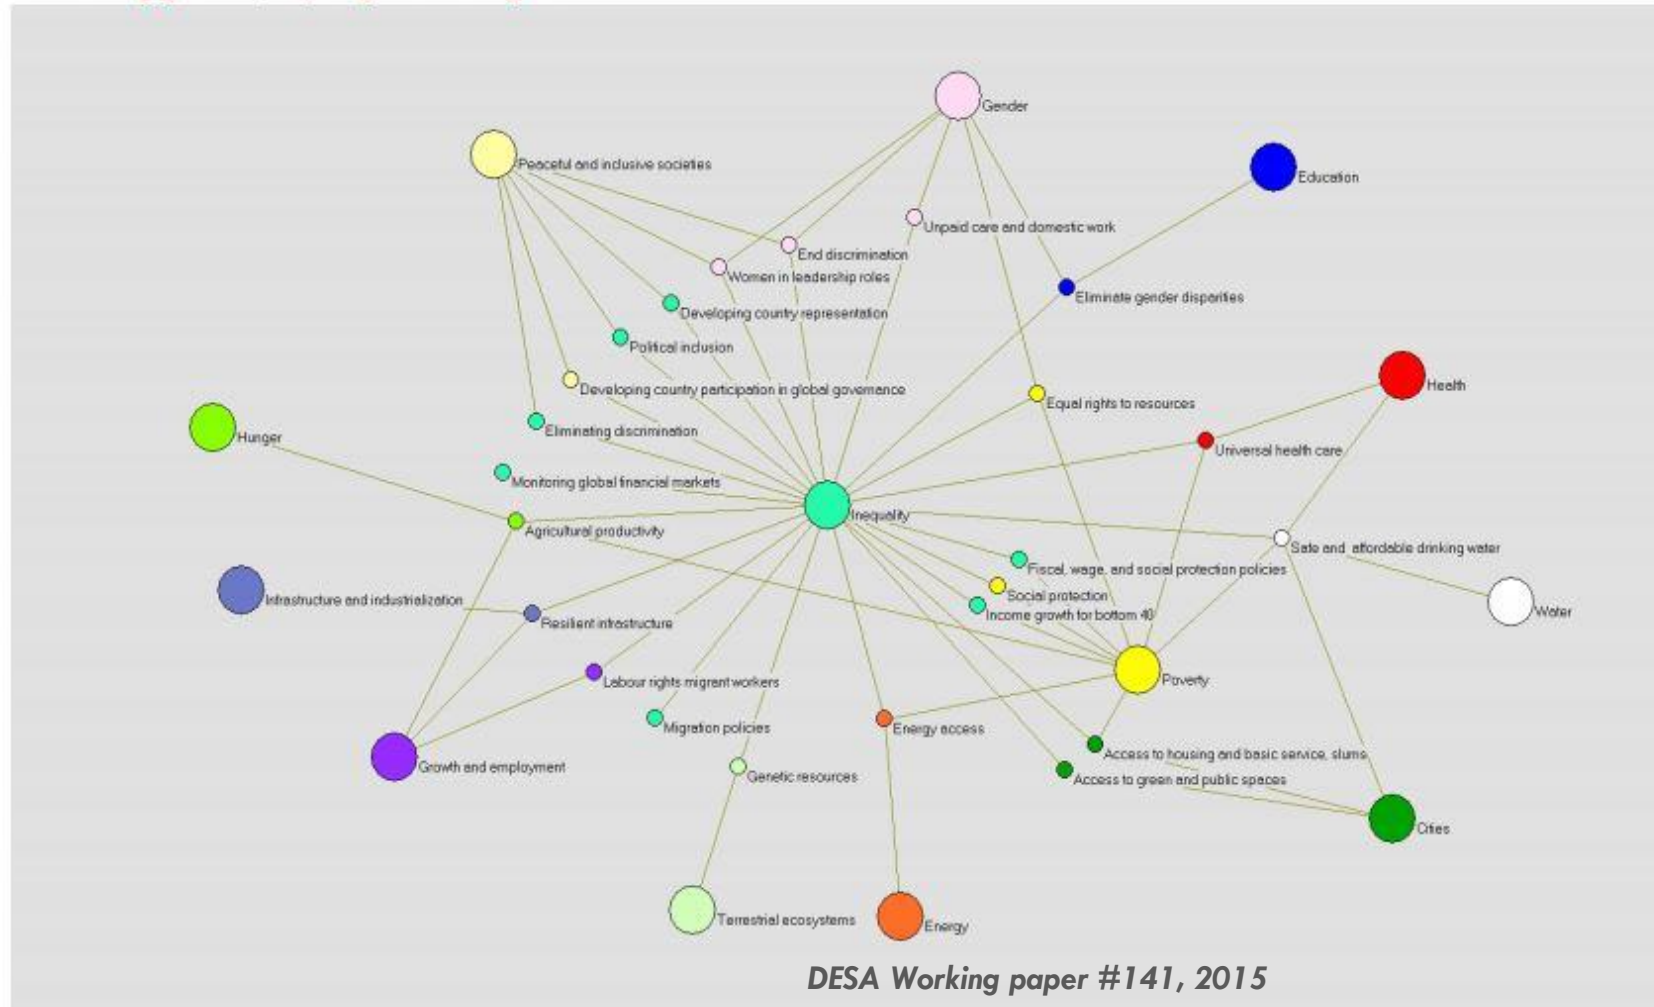 Gender
Peaceful and inclusive societies
Education
Unpaid care and domestic work
End discrimination
Women in leadership roles
Eliminate gender disparities
Developing country representation
Political inclusion
Developing country participation in global governance
Health
Equal rights to resources
Eliminating discrimination
Hunger
Universal health care
Monitoring global financial markets
Inequality
Agricultural productivity
Safe and affordable drinking water
Fiscal, wage, and social protection policies
Social protection
Infrastructure and industrialization
Income growth for bottom 40
Water
Resilient infrastructure
Poverty
Labour rights migrant workers
Migration policies
Energy access
Access to housing and basic service, slums
Growth and employment
Genetic resources
Access to green and public spaces
Cities
Terrestrial ecosystems
Energy
DESA Working paper #141, 2015